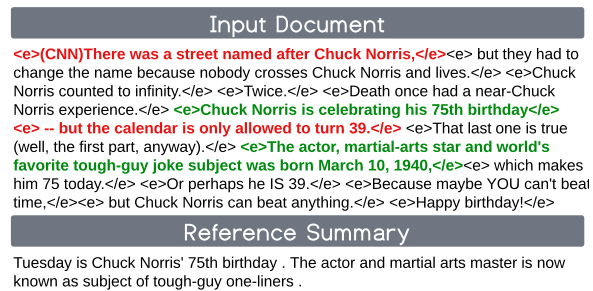 Input Document
<e>(CNN)There was a street named after Chuck Norris,</e><e> but they had to
change the name because nobody crosses Chuck Norris and lives.</e> <e>Chuck
Norris counted to infinity.</e> <e>Twice.</e> <e>Death once had a near-Chuck
Norris experience.</e> <e>Chuck Norris is celebrating his 75th birthday</e>
<e> -- but the calendar is only allowed to turn 39.</e> <e>That last one is true
(well, the first part, anyway).</e> <e>The actor, martial-arts star and world's
favorite tough-guy joke subject was born March 10, 1940,</e><e> which makes
him 75 today.</e> <e>Or perhaps he IS 39.</e> <e>Because maybe YOU can't beat
time,</e><e> but Chuck Norris can beat anything.</e> <e>Happy birthday!</e>
Reference Summary
Tuesday is Chuck Norris' 75th birthday . The actor and martial arts master is now
known as subject of tough-guy one-liners .